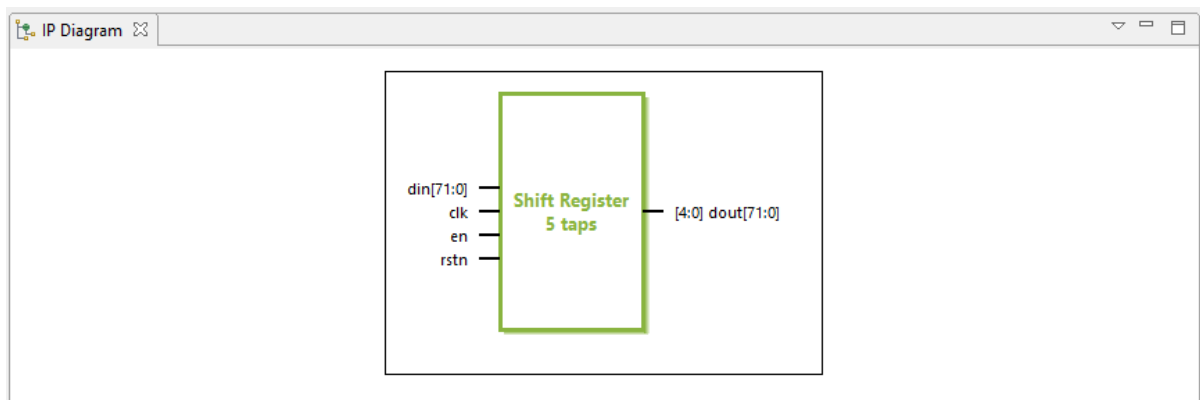 IP Diagram
din[71:0]
clk
en
rstn
Shift Register
5 taps
[4:0] dout[71:0]